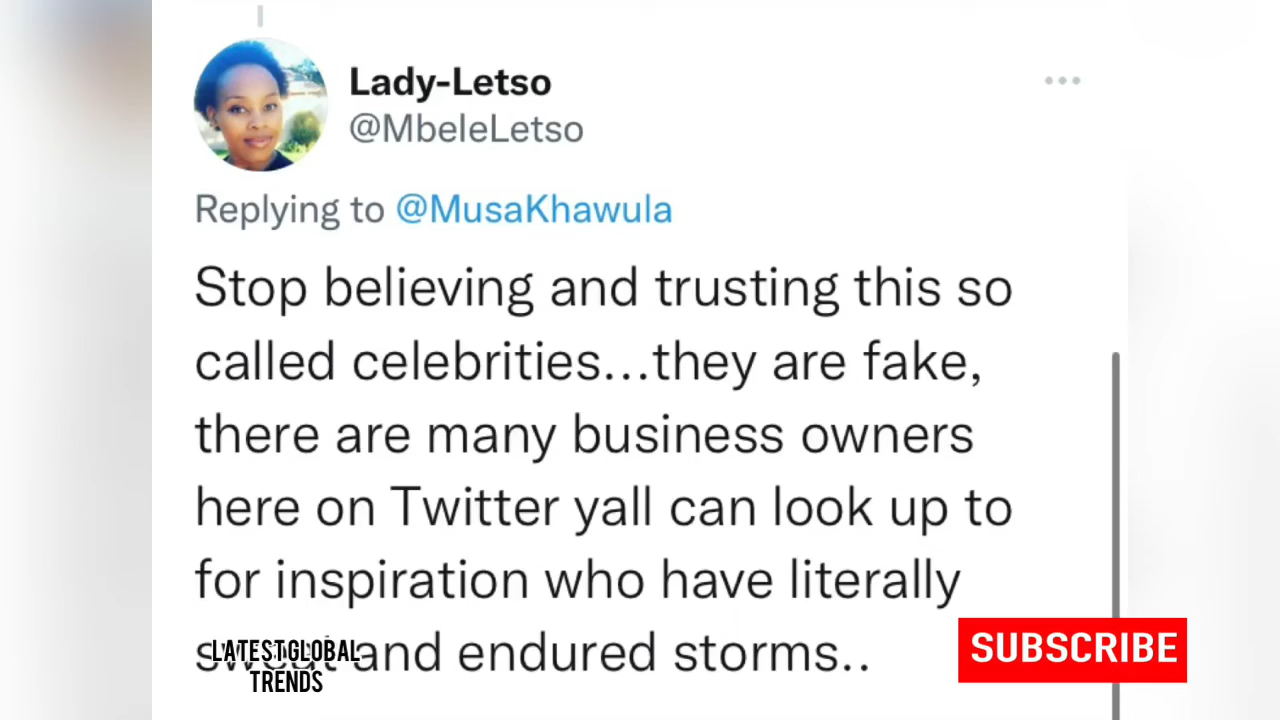 Lady-Letso
@MbeleLetso
Replying to @MusaKhawula
Stop believing and trusting this so
called celebrities...they are fake,
there are many business owners
here on Twitter yall can look up to
for inspiration who have literally
and endured storms..
LATEST GLOBAL
TRENDS
SUBSCRIBE